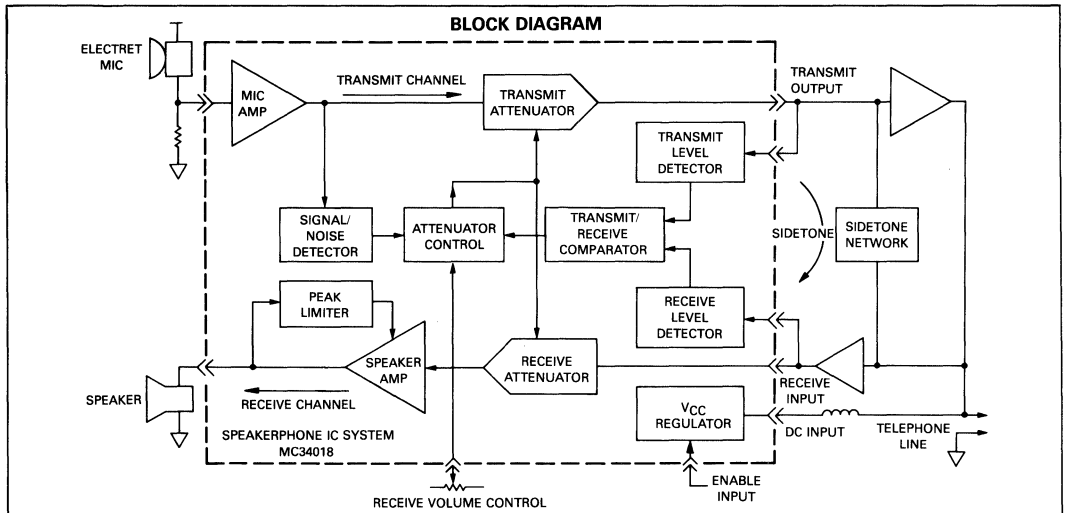 BLOCK DIAGRAM
ELECTRET
MIC
MIC
AMP
TRANSMIT CHANNEL
TRANSMIT
ATTENUATOR
TRANSMIT
OUTPUT
TRANSMIT
LEVEL
DETECTOR
SIGNAL/
NOISE
DETECTOR
ATTENUATOR
CONTROL
TRANSMIT/
RECEIVE
COMPARATOR
SIDETONE
SIDETONE
NETWORK
PEAK
LIMITER
RECEIVE
LEVEL
DETECTOR
SPEAKER
AMP
RECEIVE
ATTENUATOR
RECEIVE
INPUT
SPEAKER
RECEIVE CHANNEL
VCC
REGULATOR
DC INPUT
TELEPHONE
LINE
SPEAKERPHONE IC SYSTEM
MC34018
ENABLE
INPUT
RECEIVE VOLUME CONTROL